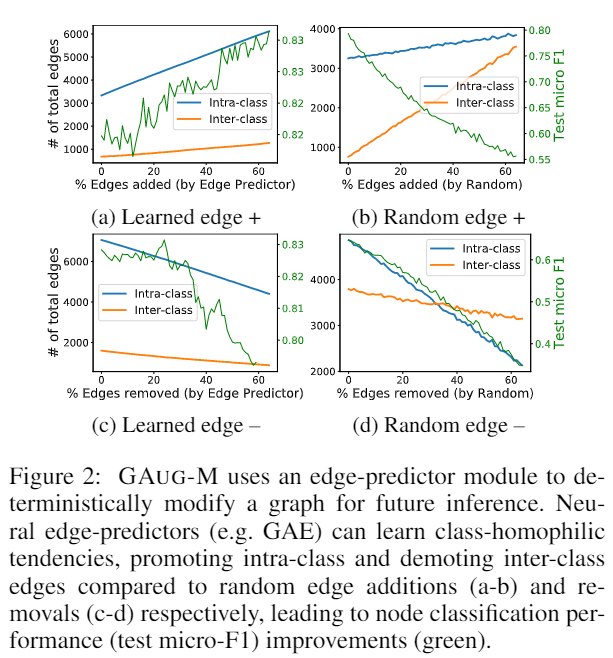 6000
5000
4000
3000
2000
1000
# of total edges
0.83
0.83
0.82
0.82
Intra-class
Inter-class
0 20 40 60
% Edges added (by Edge Predictor)
(a) Learned edge +
4000
3000
2000
1000
0.80
0.75
0.70
0.65
0.60
0.55
Test micro F1
Intra-class
Inter-class
0 20 40 60
% Edges added (by Random)
(b) Random edge +
6000
4000
2000
# of total edges
0.83
0.82
0.81
0.80
Intra-class
Inter-class
0 20 40 60
% Edges removed (by Edge Predictor)
(c) Learned edge –
4000
3000
2000
0.6
0.5
0.4
Test micro F1
Intra-class
Inter-class
0 20 40 60
% Edges removed (by Random)
(d) Random edge –
Figure 2: GAUG-M uses an edge-predictor module to de-
terministically modify a graph for future inference. Neu-
ral edge-predictors (e.g. GAE) can learn class-homophilic
tendencies, promoting intra-class and demoting inter-class
edges compared to random edge additions (a-b) and re-
movals (c-d) respectively, leading to node classification per-
formance (test micro-F1) improvements (green).